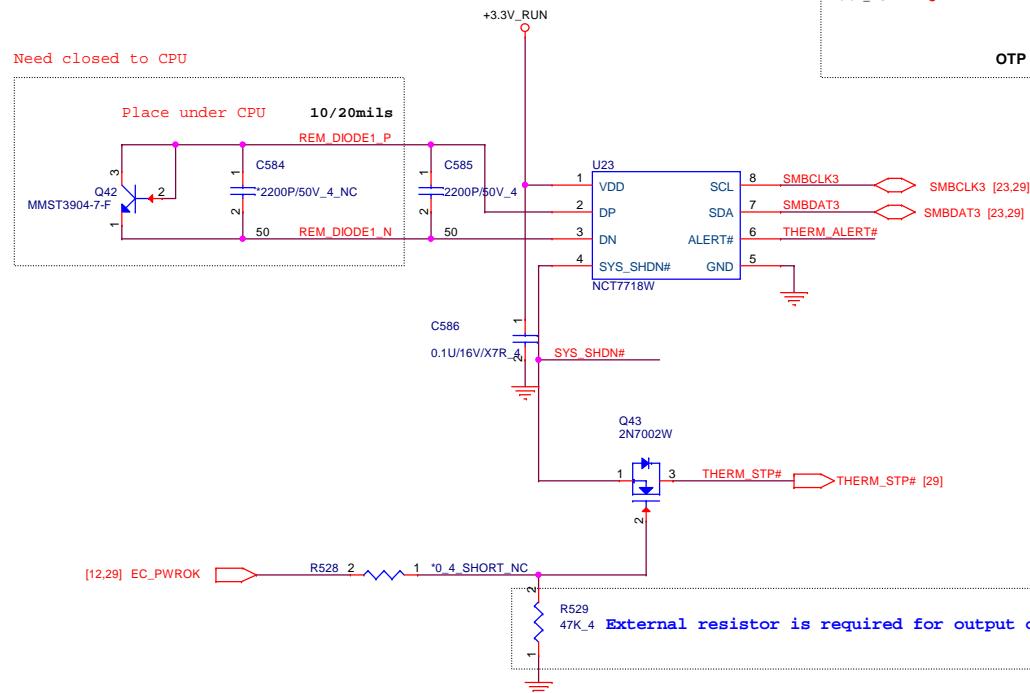 +3.3V_RUN
OTP
Need closed to CPU
Place under CPU
10/20mils
REM_DIODE1_P
3
Q42
MMST3904-7-F
2
1
C584
1
*2200P/50V_4_NC
2
C585
1
2200P/50V_4
2
50
REM_DIODE1_N
50
U23
1
VDD
SCL
8
SMBCLK3
SMBCLK3 [23,29]
2
DP
SDA
7
SMBDAT3
SMBDAT3 [23,29]
3
DN
ALERT#
6
THERM_ALERT#
4
SYS_SHDN#
GND
5
NCT7718W
C586
1
0.1U/16V/X7R_4
2
SYS_SHDN#
Q43
2N7002W
1
3
THERM_STP#
THERM_STP# [29]
2
[12,29] EC_PWROK
R528
2
1
*0_4_SHORT_NC
2
R529
47K_4
1
External resistor is required for output